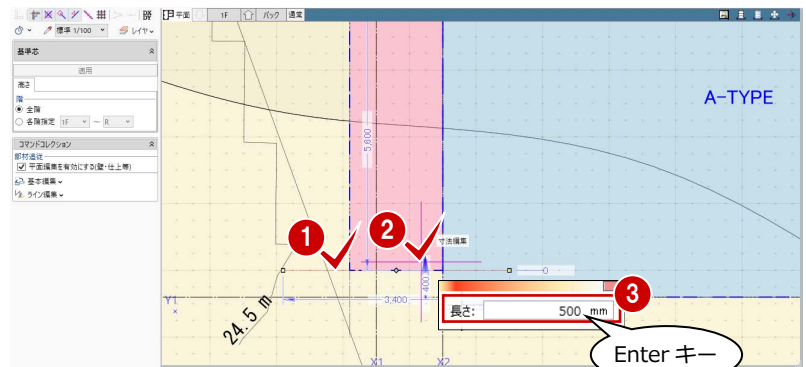 平面 1F バック 通常
標準 1/100 レイヤ
基準芯
適用
高さ
階
全階
各階指定 1F ～ R
コマンドコレクション
部材追従
平面編集を有効にする(壁・仕上等)
基本編集
ライン編集
A-TYPE
5,600
1
2
寸法編集
0
400
3
3,400
長さ: 500 mm
Y1
24.5 m
Enter キー
X1
X2